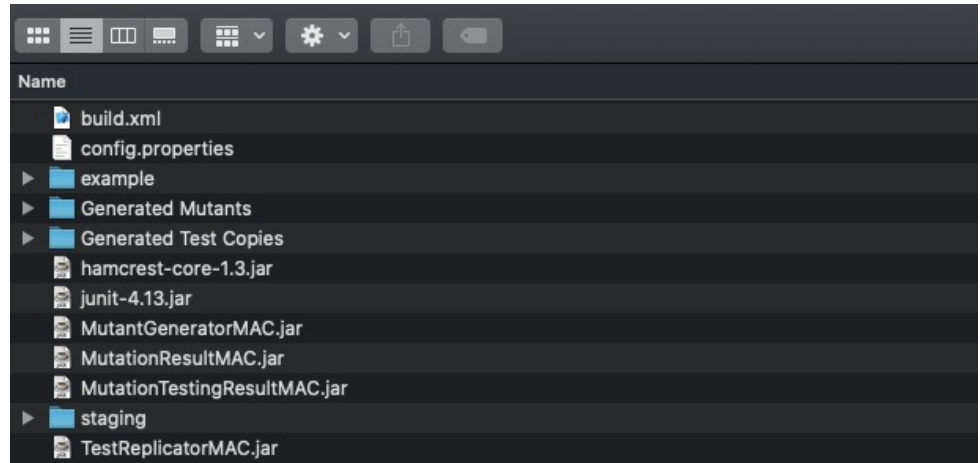 Name
build.xml
config.properties
example
Generated Mutants
Generated Test Copies
hamcrest-core-1.3.jar
junit-4.13.jar
MutantGeneratorMAC.jar
MutationResultMAC.jar
MutationTestingResultMAC.jar
staging
TestReplicatorMAC.jar